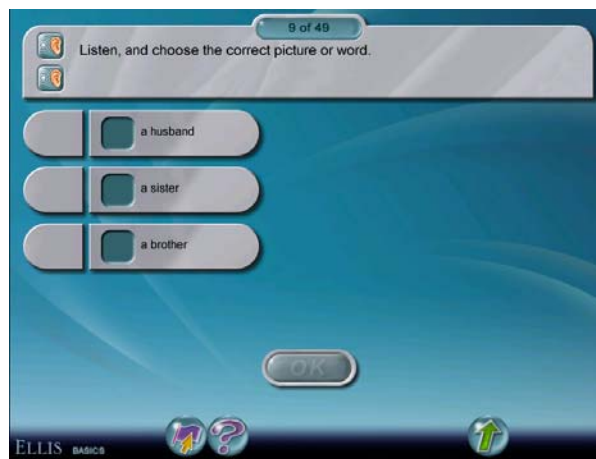 9 of 49
Listen, and choose the correct picture or word.
a husband
a sister
a brother
OK
ELLIS BASICS